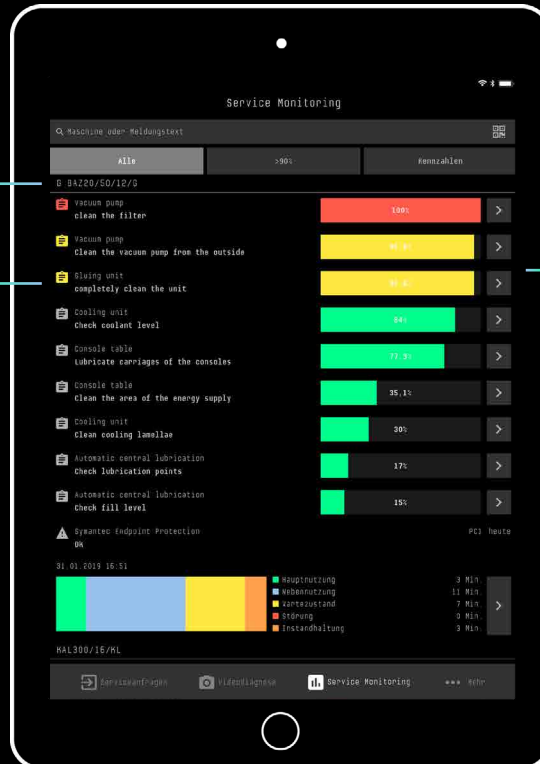 Service Monitoring
Maschine oder Meldungstext
Alle >90% Kennzahlen
G BAZ20/50/12/G
Vacuum pump
clean the filter
100%
Vacuum pump
Clean the vacuum pump from the outside
Gluing unit
completely clean the unit
Cooling unit
Check coolant level
84%
Console table
Lubricate carriages of the consoles
77.3%
Console table
Clean the area of the energy supply
35,1%
Cooling unit
Clean cooling lamellae
30%
Automatic central lubrication
Check lubrication points
17%
Automatic central lubrication
Check fill level
15%
Symantec Endpoint Protection
Ok
PC1 heute
31.01.2019 16:51
Hauptnutzung 3 Min.
Nebennutzung 11 Min.
Wartezustand 7 Min.
Störung 0 Min.
Instandhaltung 3 Min.
KAL300/16/KL
Serviceanfragen Videodiagnose Service Monitoring Mehr